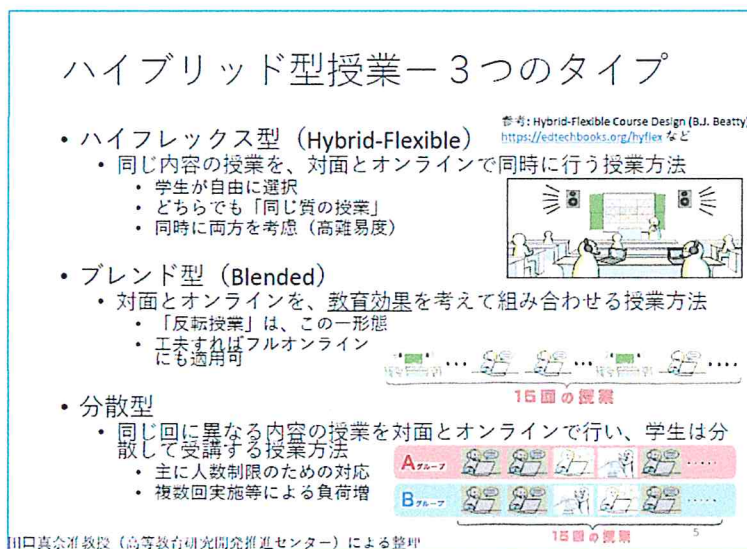 ハイブリッド型授業－３つのタイプ
参考: Hybrid-Flexible Course Design (B.J. Beatty)
https://edtechbooks.org/hyflex など
• ハイフレックス型（Hybrid-Flexible）
• 同じ内容の授業を、対面とオンラインで同時に行う授業方法
• 学生が自由に選択
• どちらでも「同じ質の授業」
• 同時に両方を考慮（高難易度）
• ブレンド型（Blended）
• 対面とオンラインを、教育効果を考えて組み合わせる授業方法
• 「反転授業」は、この一形態
• 工夫すればフルオンライン
にも適用可
15回の授業
• 分散型
• 同じ回に異なる内容の授業を対面とオンラインで行い、学生は分
散して受講する授業方法
• 主に人数制限のための対応
• 複数回実施等による負荷増
Aグループ
Bグループ
15回の授業
5
田口真奈准教授（高等教育研究開発推進センター）による整理